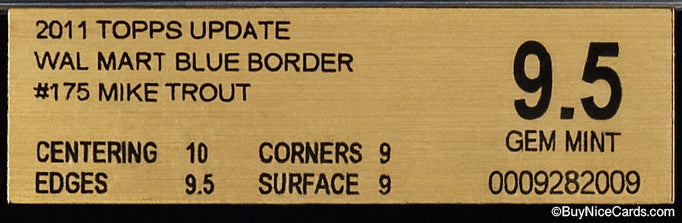 2011 TOPPS UPDATE
WAL MART BLUE BORDER
#175 MIKE TROUT
9.5
GEM MINT
CENTERING 10 CORNERS 9
EDGES 9.5 SURFACE 9
0009282009
©BuyNiceCards.com